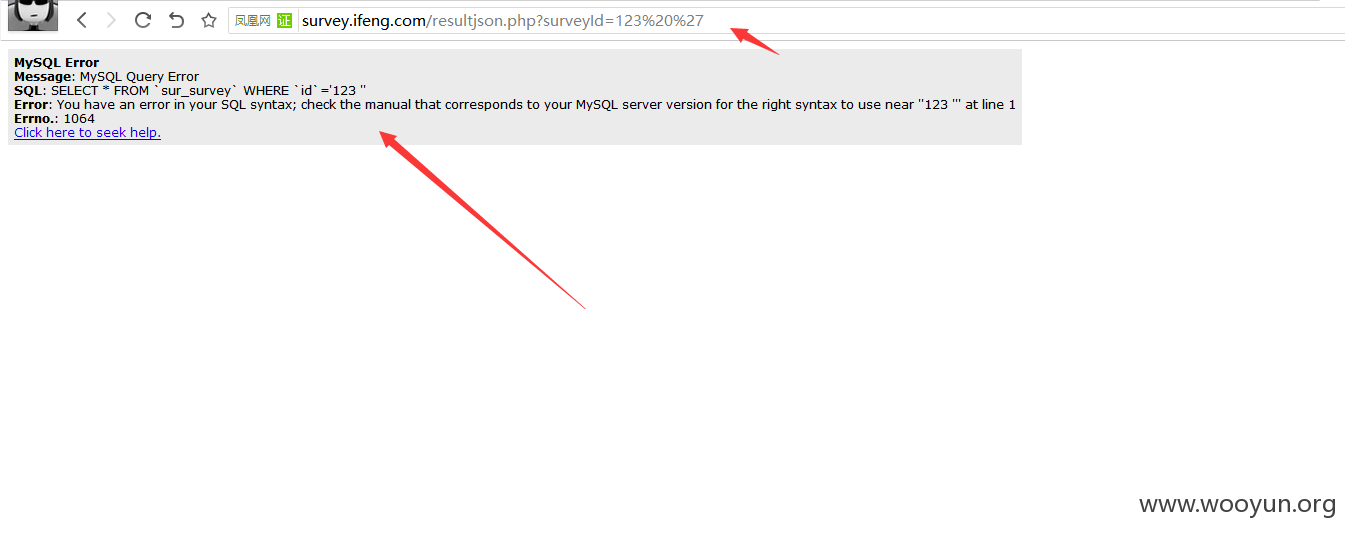 凤凰网 证 survey.ifeng.com/resultjson.php?surveyId=123%20%27
MySQL Error
Message: MySQL Query Error
SQL: SELECT * FROM `sur_survey` WHERE `id`='123 ''
Error: You have an error in your SQL syntax; check the manual that corresponds to your MySQL server version for the right syntax to use near ''123 ''' at line 1
Errno.: 1064
Click here to seek help.
www.wooyun.org